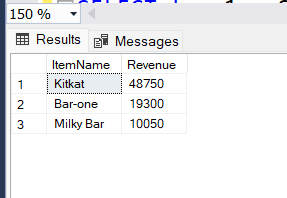 150 %
Results Messages
ItemName Revenue
1 Kitkat 48750
2 Bar-one 19300
3 Milky Bar 10050